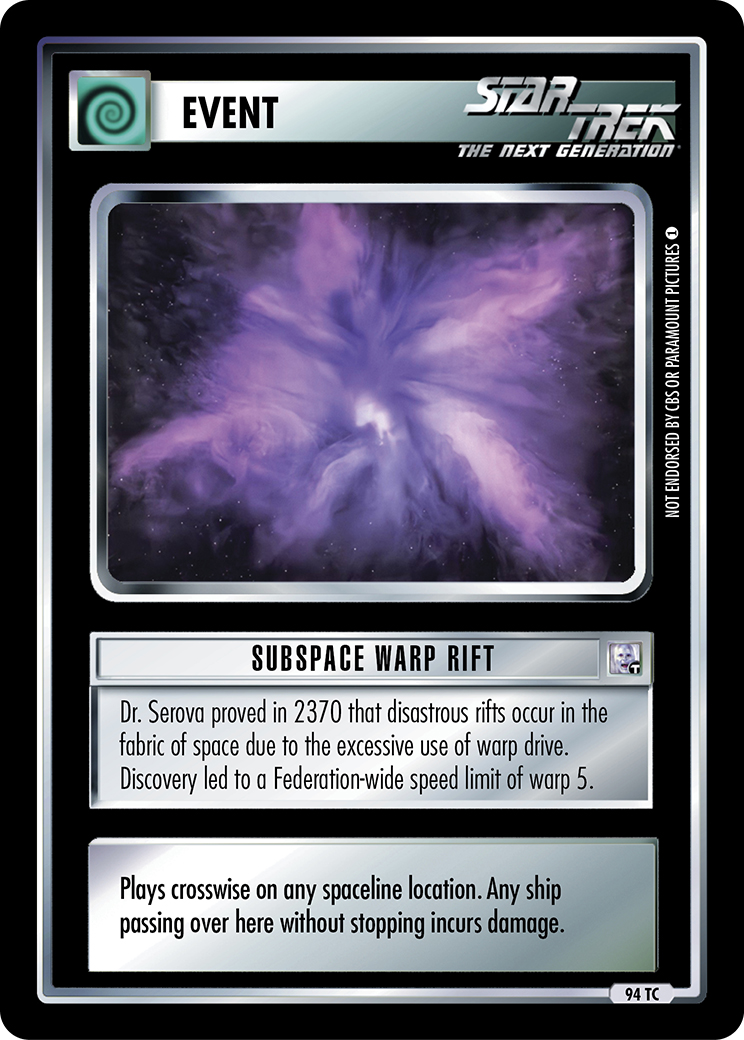 EVENT
STAR TREK
THE NEXT GENERATION
NOT ENDORSED BY CBS OR PARAMOUNT PICTURES 1
SUBSPACE WARP RIFT
T
Dr. Serova proved in 2370 that disastrous rifts occur in the
fabric of space due to the excessive use of warp drive.
Discovery led to a Federation-wide speed limit of warp 5.
Plays crosswise on any spaceline location. Any ship
passing over here without stopping incurs damage.
94 TC